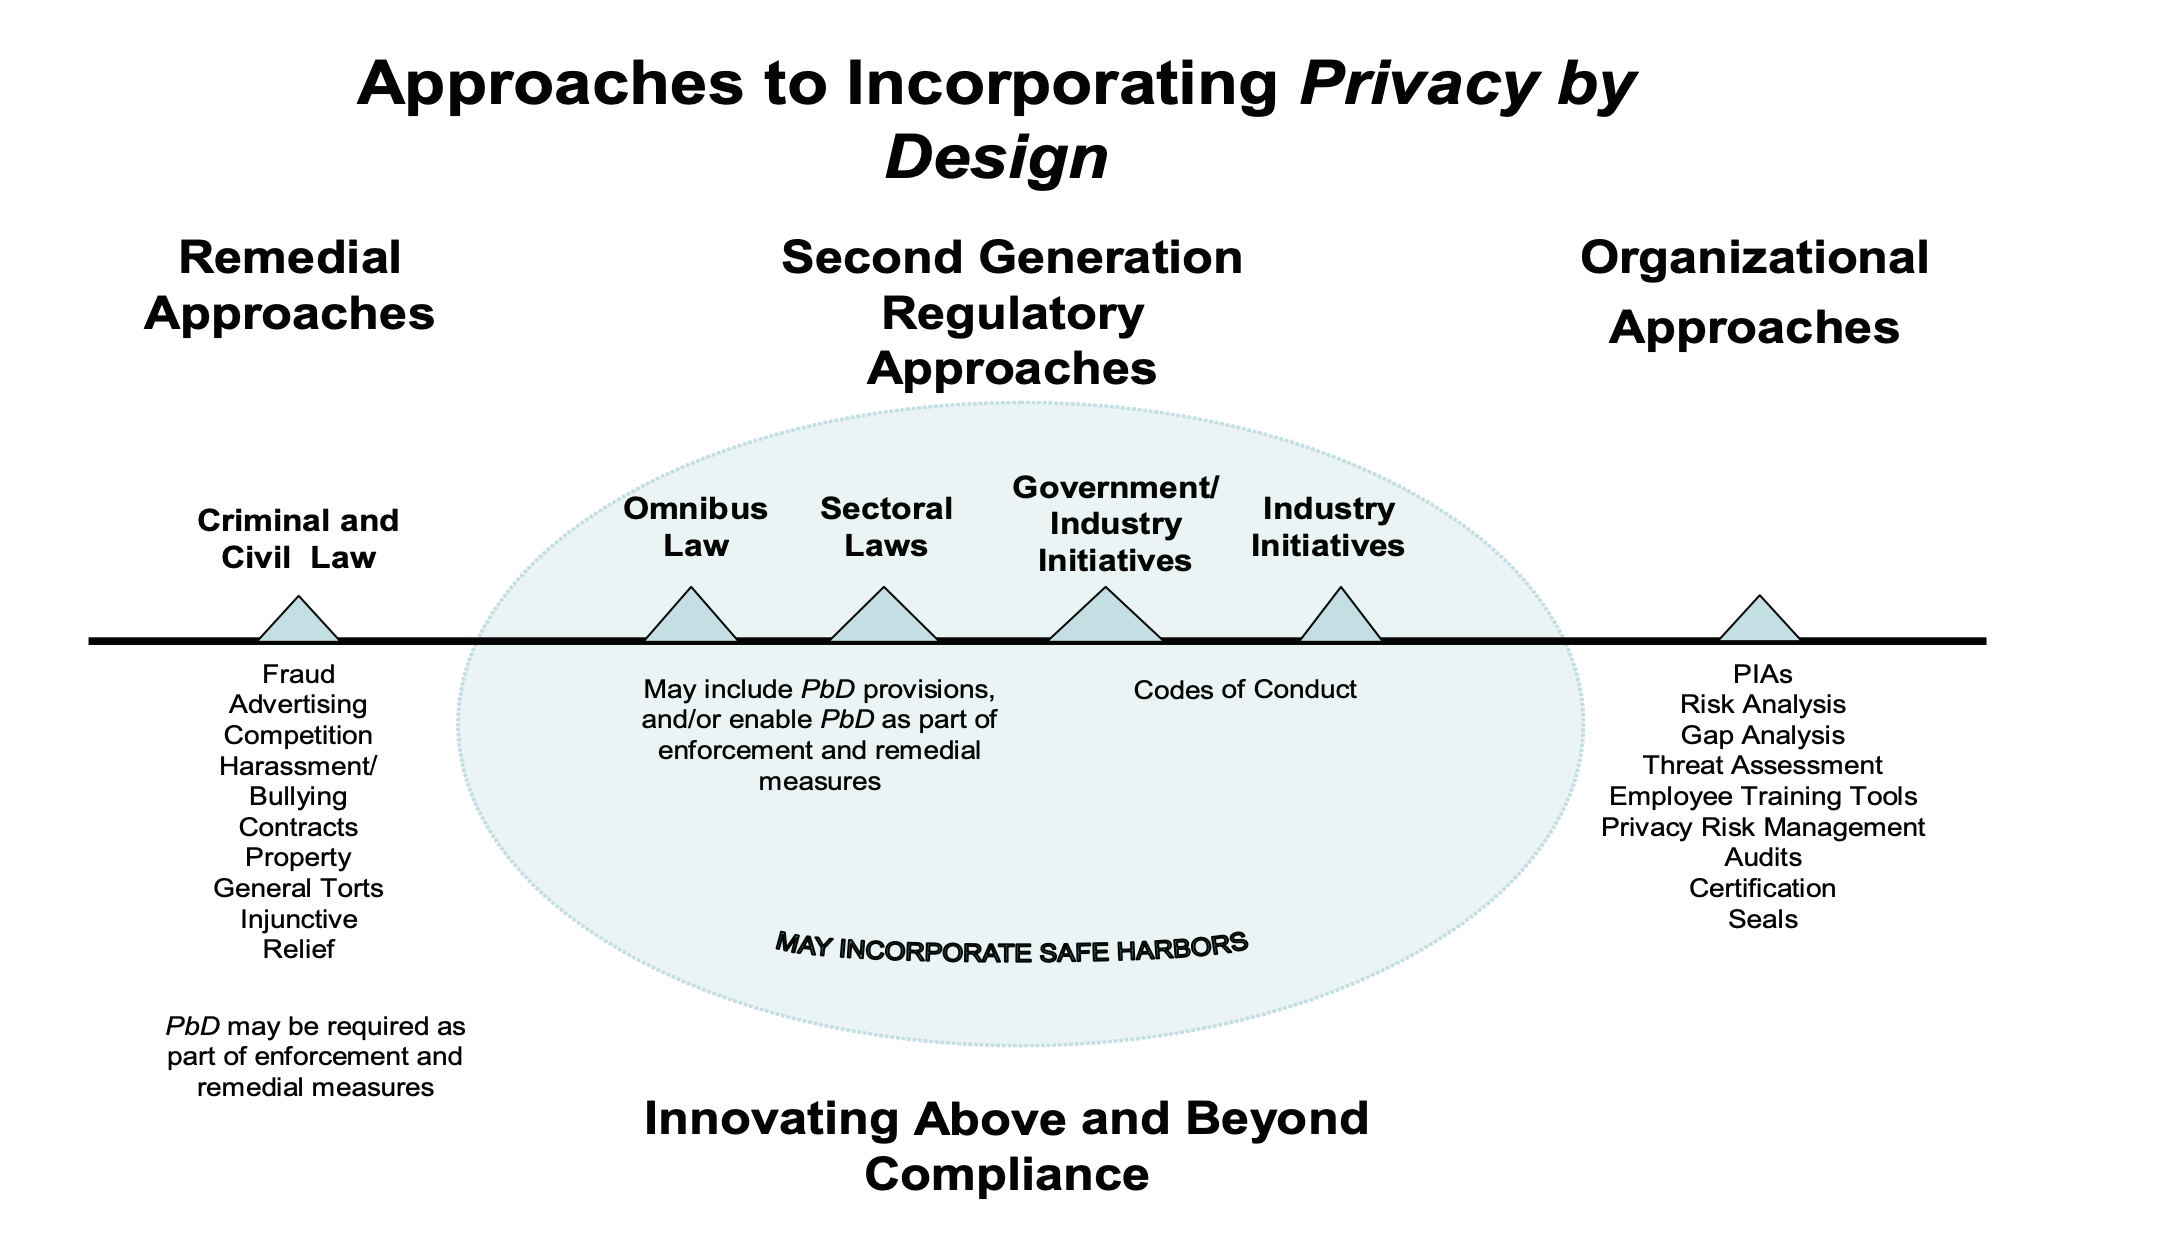 Approaches to Incorporating Privacy by
Design
Remedial
Approaches
Second Generation
Regulatory
Approaches
Organizational
Approaches
Criminal and
Civil Law
Omnibus
Law
Sectoral
Laws
Government/
Industry
Initiatives
Industry
Initiatives
Fraud
Advertising
Competition
Harassment/
Bullying
Contracts
Property
General Torts
Injunctive
Relief
PbD may be required as
part of enforcement and
remedial measures
May include PbD provisions,
and/or enable PbD as part of
enforcement and remedial
measures
Codes of Conduct
MAY INCORPORATE SAFE HARBORS
PIAs
Risk Analysis
Gap Analysis
Threat Assessment
Employee Training Tools
Privacy Risk Management
Audits
Certification
Seals
Innovating Above and Beyond
Compliance